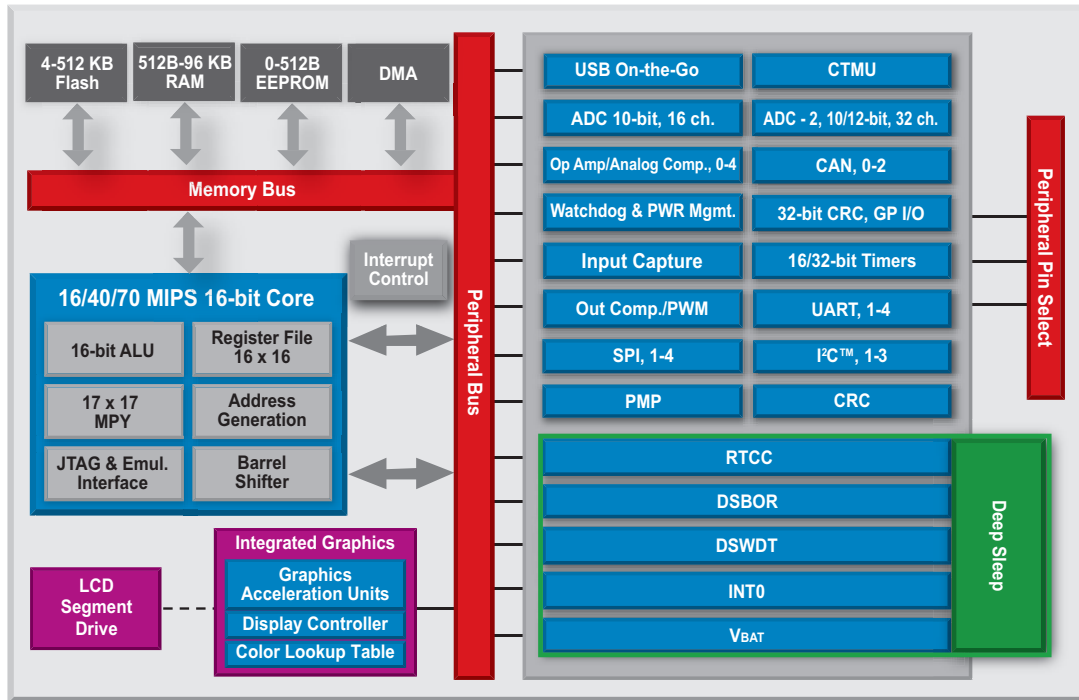 4-512 KB
Flash
512B-96 KB
RAM
0-512B
EEPROM
DMA
Memory Bus
Interrupt
Control
16/40/70 MIPS 16-bit Core
16-bit ALU
Register File
16 x 16
17 x 17
MPY
Address
Generation
JTAG & Emul.
Interface
Barrel
Shifter
LCD
Segment
Drive
Integrated Graphics
Graphics
Acceleration Units
Display Controller
Color Lookup Table
Peripheral Bus
USB On-the-Go
CTMU
ADC 10-bit, 16 ch.
ADC - 2, 10/12-bit, 32 ch.
Op Amp/Analog Comp., 0-4
CAN, 0-2
Watchdog & PWR Mgmt.
32-bit CRC, GP I/O
Input Capture
16/32-bit Timers
Out Comp./PWM
UART, 1-4
SPI, 1-4
I²C™, 1-3
PMP
CRC
RTCC
DSBOR
DSWDT
INT0
VBAT
Deep Sleep
Peripheral Pin Select